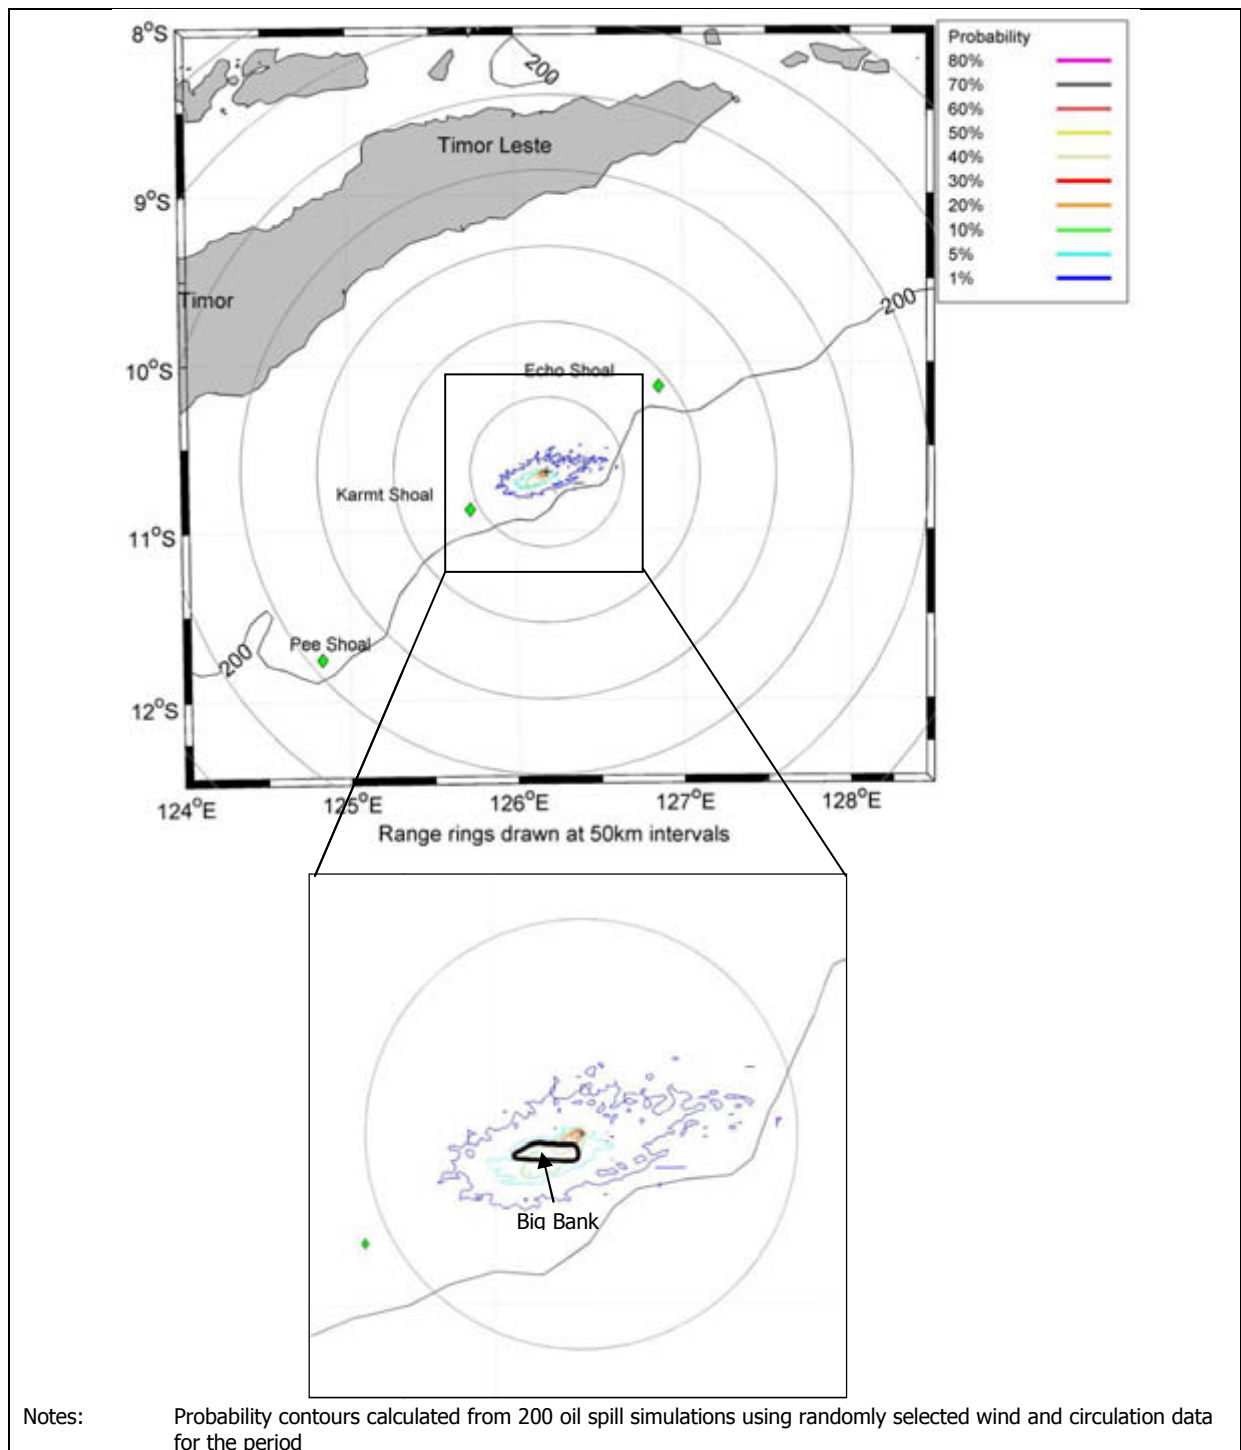 8°S
200
Probability
80%
70%
60%
50%
40%
30%
20%
10%
5%
1%
Timor Leste
9°S
Timor
200
10°S
Echo Shoal
Karmt Shoal
11°S
Pee Shoal
200
12°S
124°E
125°E
126°E
127°E
128°E
Range rings drawn at 50km intervals
Big Bank
Notes: Probability contours calculated from 200 oil spill simulations using randomly selected wind and circulation data
for the period